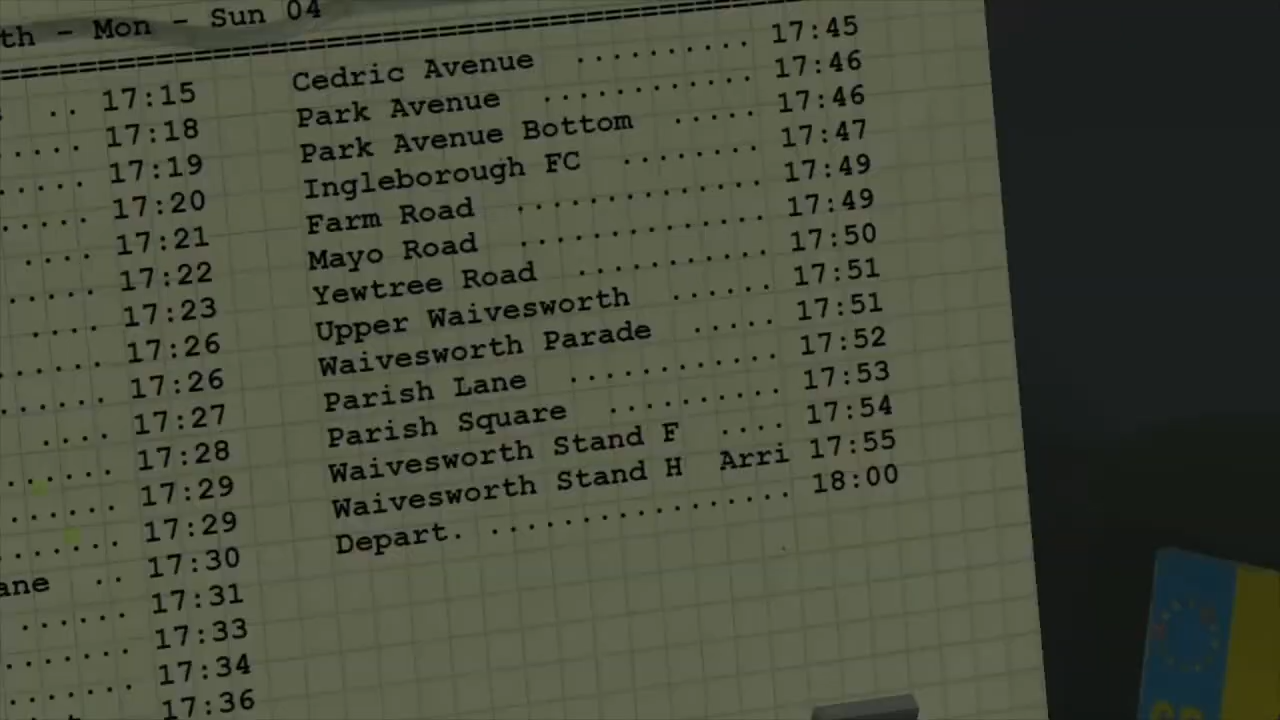 th - Mon - Sun 04
.. 17:15
..... 17:18
..... 17:19
..... 17:20
.... 17:21
..... 17:22
.... 17:23
...... 17:26
...... 17:26
.... 17:27
...... 17:28
...... 17:29
....... 17:29
ane .. 17:30
...... 17:31
....... 17:33
....... 17:34
17:36
Cedric Avenue ......... 17:45
Park Avenue ............ 17:46
Park Avenue Bottom ..... 17:46
Ingleborough FC ........ 17:47
Farm Road .............. 17:49
Mayo Road .............. 17:49
Yewtree Road ........... 17:50
Upper Waivesworth ...... 17:51
Waivesworth Parade ..... 17:51
Parish Lane ............ 17:52
Parish Square .......... 17:53
Waivesworth Stand F .... 17:54
Waivesworth Stand H Arri 17:55
Depart. ................. 18:00